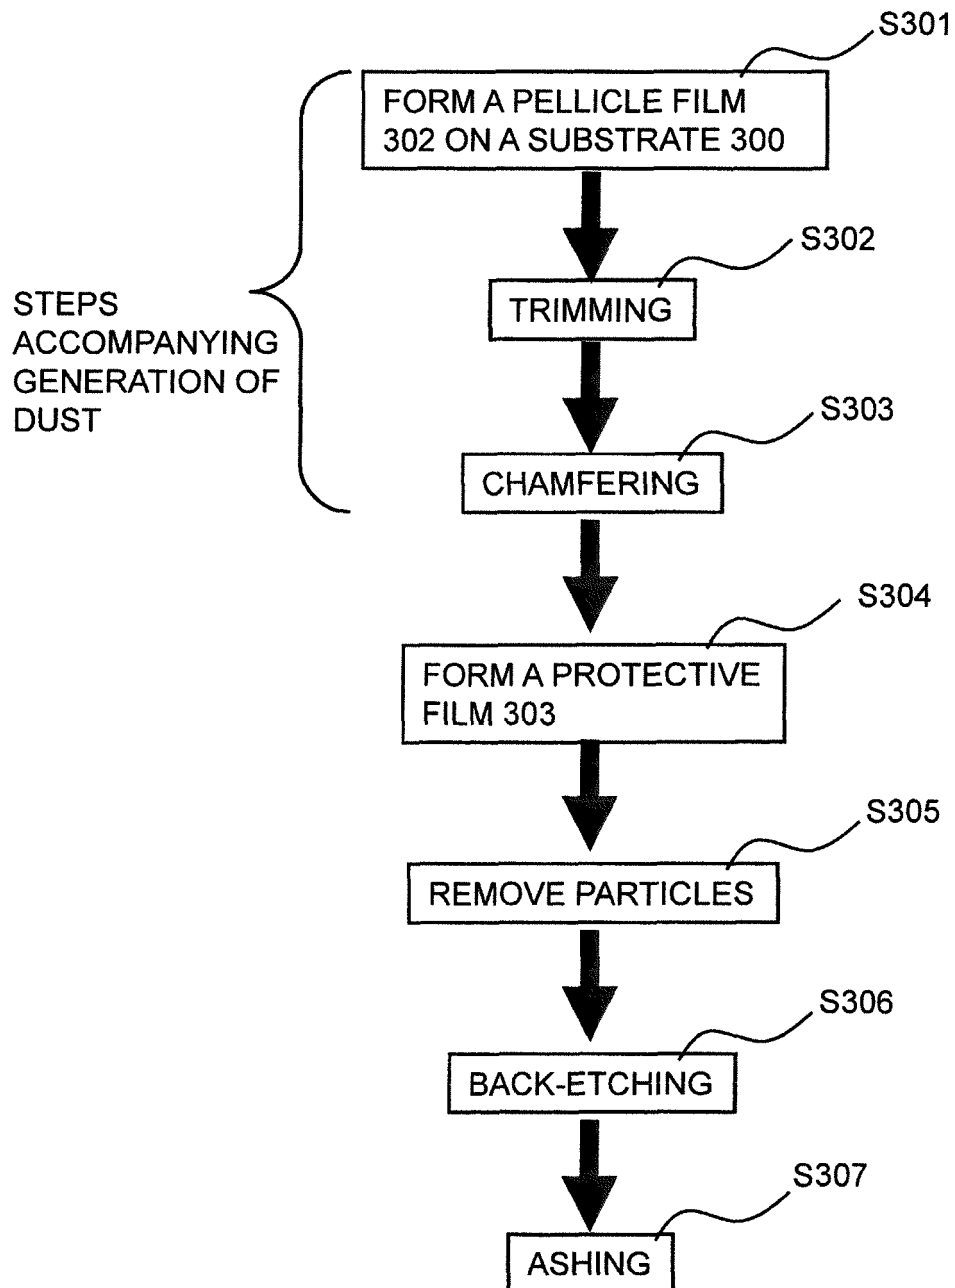 S301
FORM A PELLICLE FILM
302 ON A SUBSTRATE 300
S302
TRIMMING
STEPS
ACCOMPANYING
GENERATION OF
DUST
S303
CHAMFERING
S304
FORM A PROTECTIVE
FILM 303
S305
REMOVE PARTICLES
S306
BACK-ETCHING
S307
ASHING